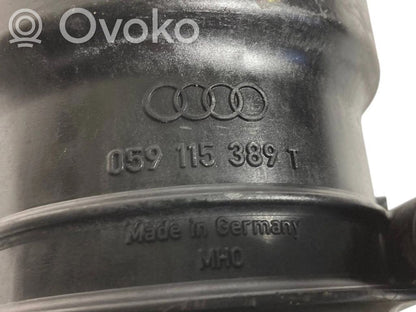 Ovoko
059 115 389 T
Made in Germany
MHO